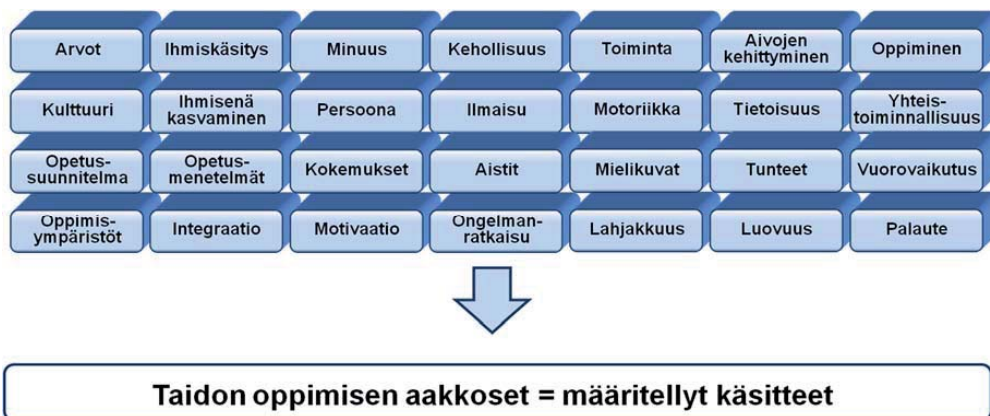 Arvot
Ihmiskäsitys
Minuus
Kehollisuus
Toiminta
Aivojen
kehittyminen
Oppiminen
Kulttuuri
Ihmisenä
kasvaminen
Persoona
Ilmaisu
Motoriikka
Tietoisuus
Yhteis-
toiminnallisuus
Opetus-
suunnitelma
Opetus-
menetelmät
Kokemukset
Aistit
Mielikuvat
Tunteet
Vuorovaikutus
Oppimis-
ympäristöt
Integraatio
Motivaatio
Ongelman-
ratkaisu
Lahjakkuus
Luovuus
Palaute
Taidon oppimisen aakkoset = määritellyt käsitteet